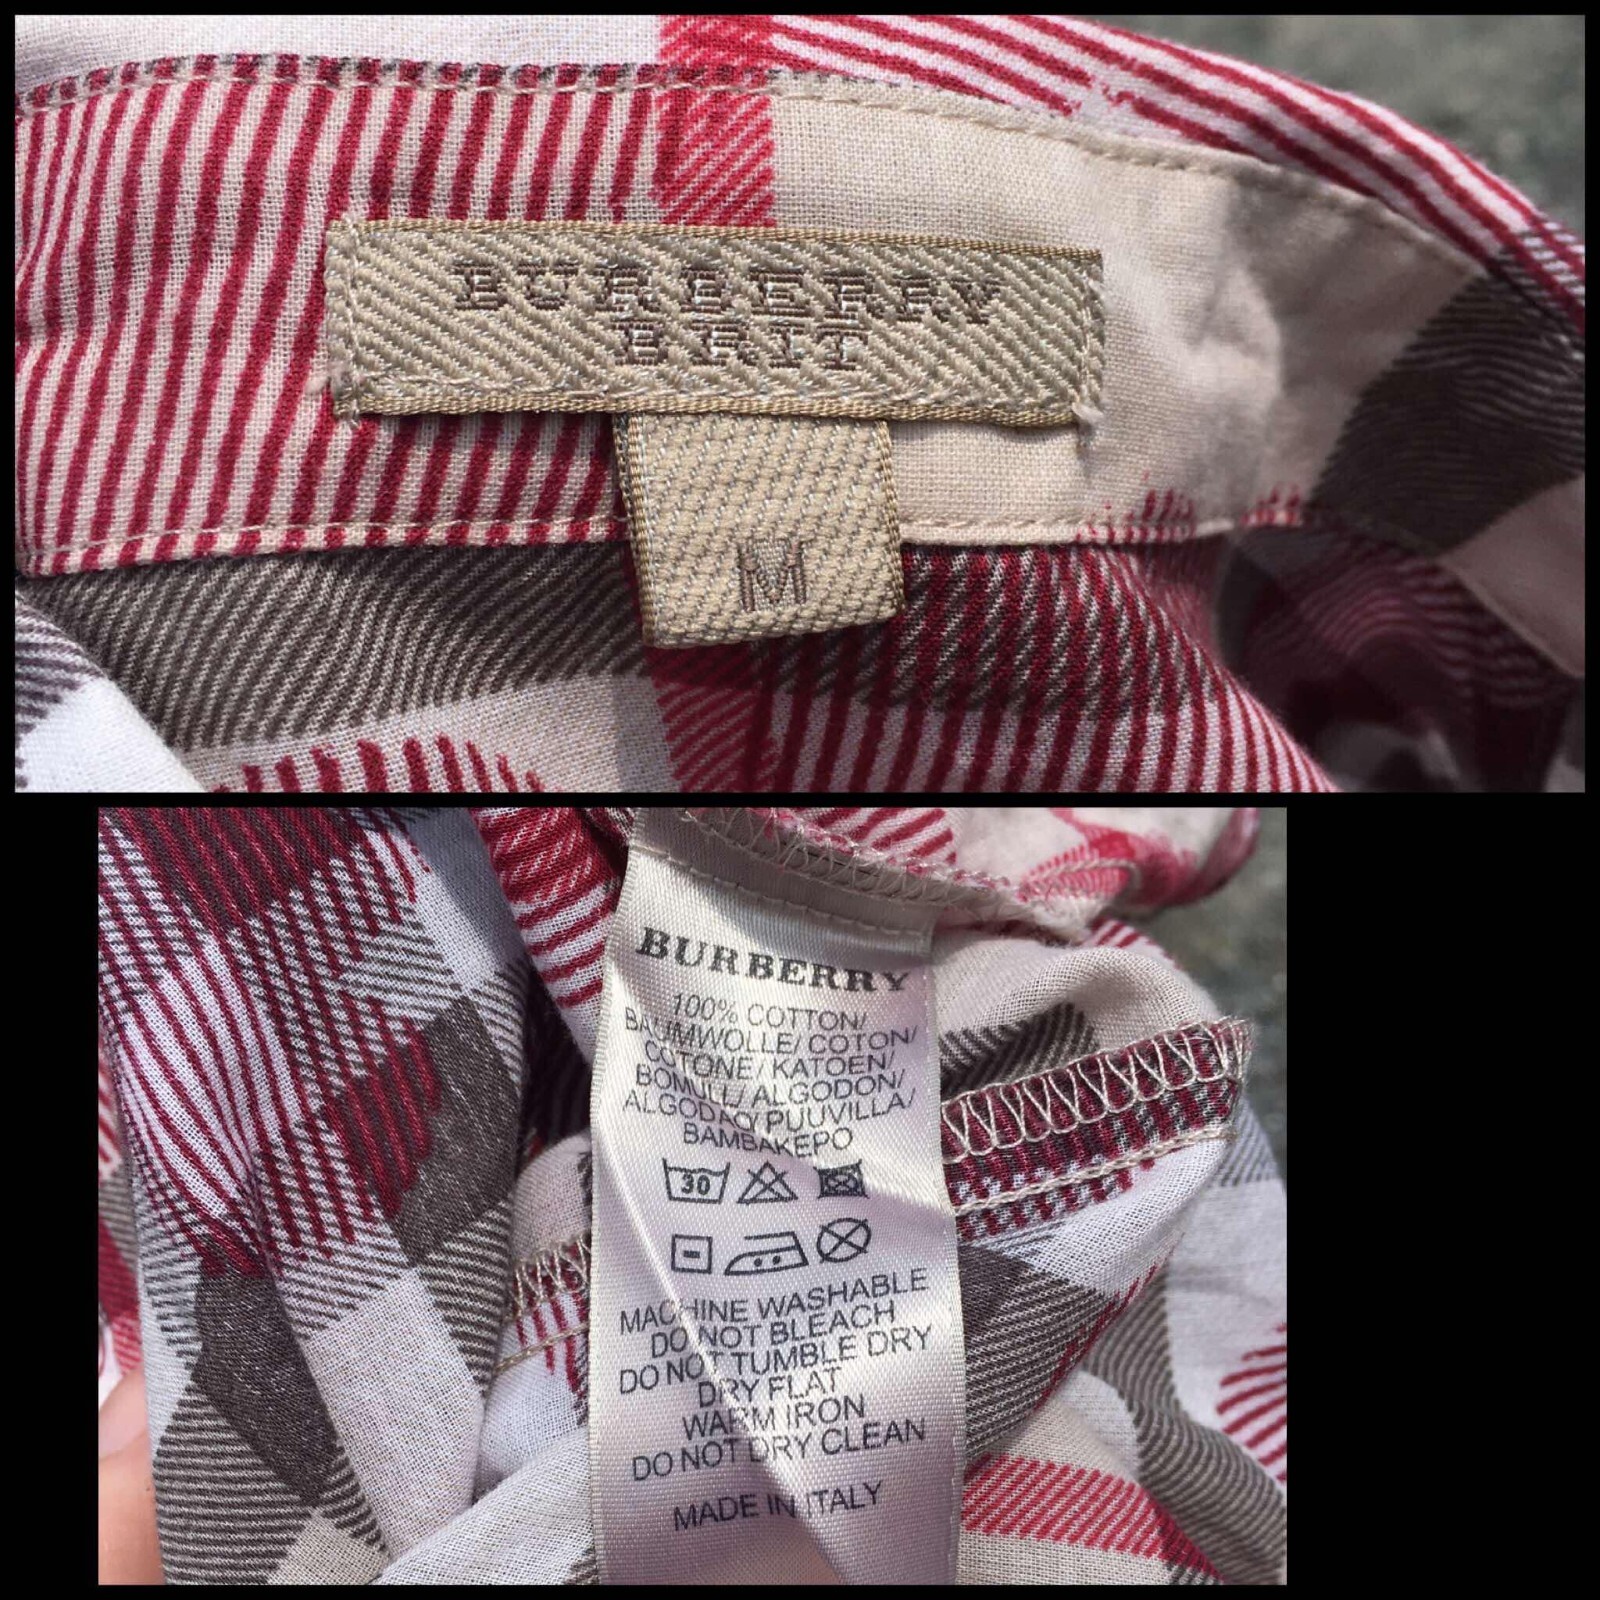 BURBERRY
BRIT
M
BURBERRY
100% COTTON/
BAUMWOLLE/ COTON/
COTONE/ KATOEN/
BOMULL/ ALGODON/
ALGODAO/ PUUVILLA/
BAMBAKEPO
30
MACHINE WASHABLE
DO NOT BLEACH
DO NOT TUMBLE DRY
DRY FLAT
WARM IRON
DO NOT DRY CLEAN
MADE IN ITALY